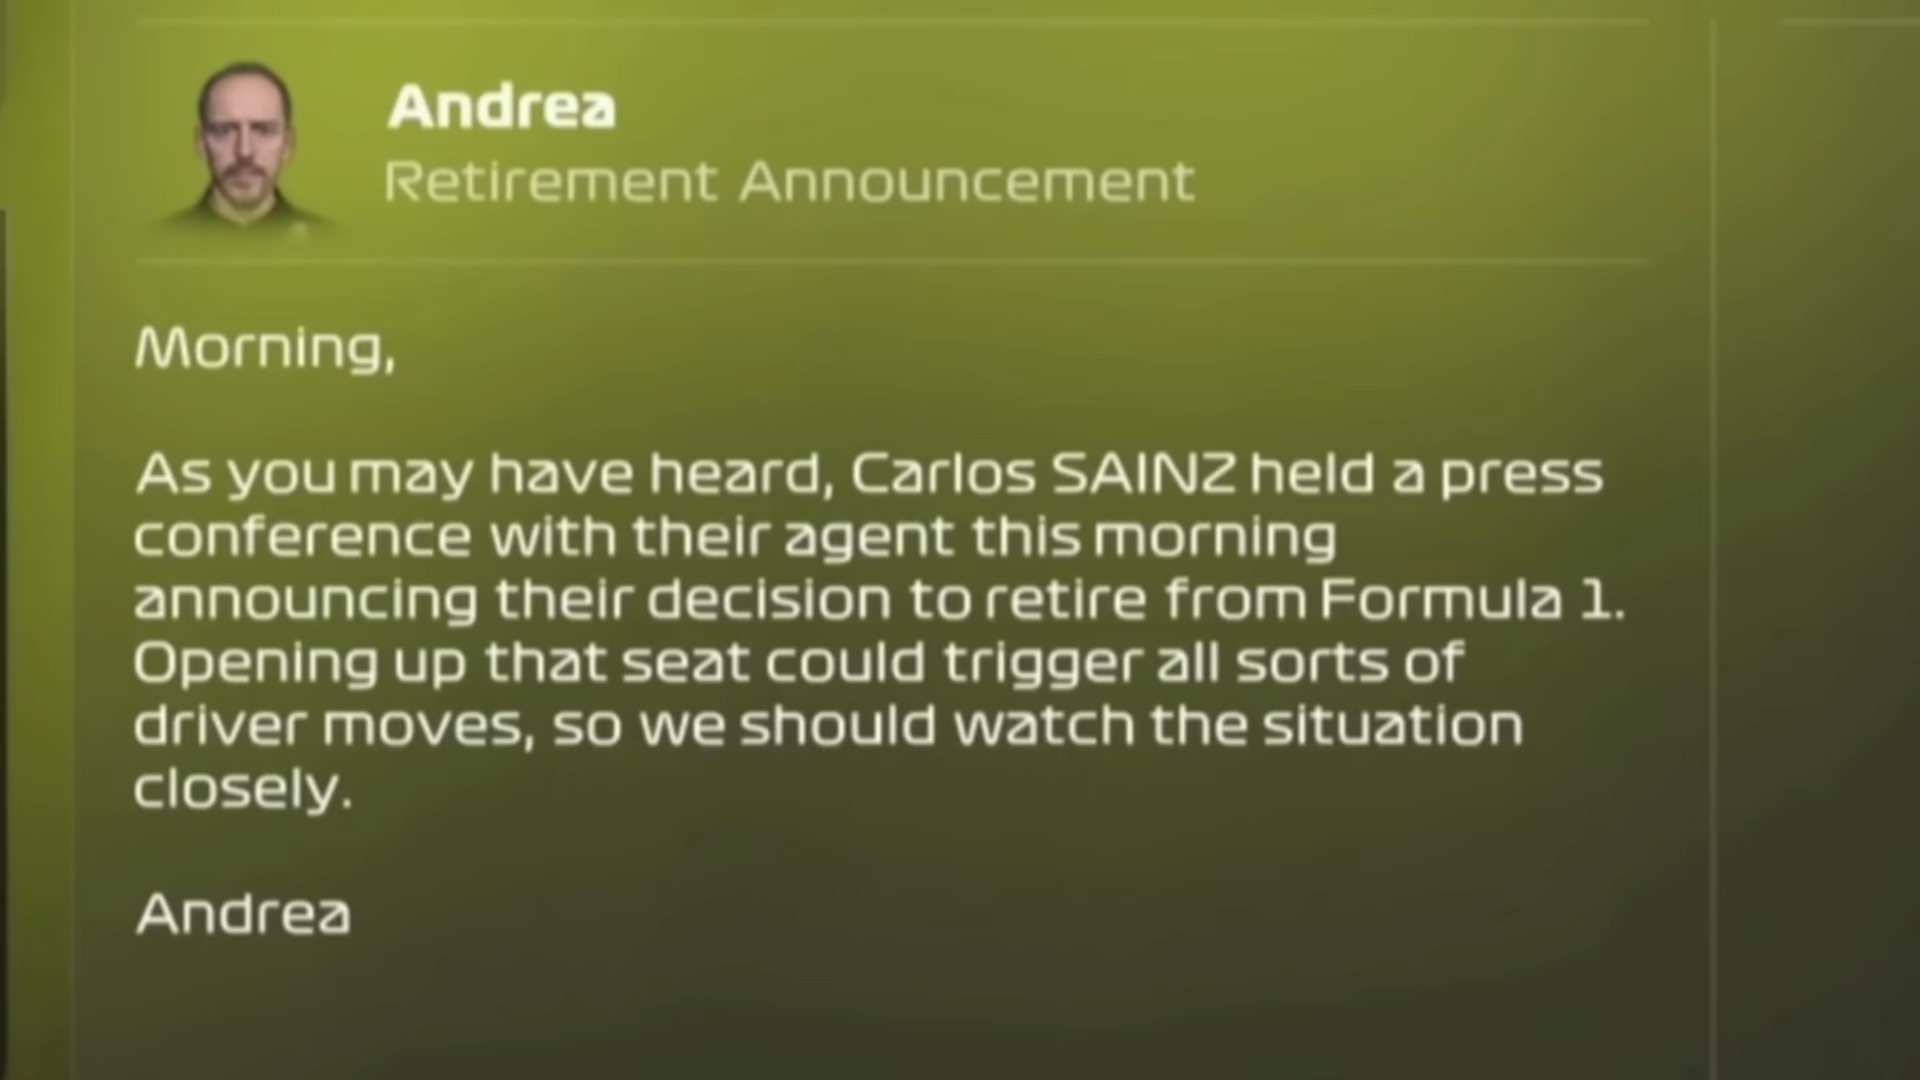 Andrea
Retirement Announcement
Morning,
As you may have heard, Carlos SAINZ held a press
conference with their agent this morning
announcing their decision to retire from Formula 1.
Opening up that seat could trigger all sorts of
driver moves, so we should watch the situation
closely.
Andrea